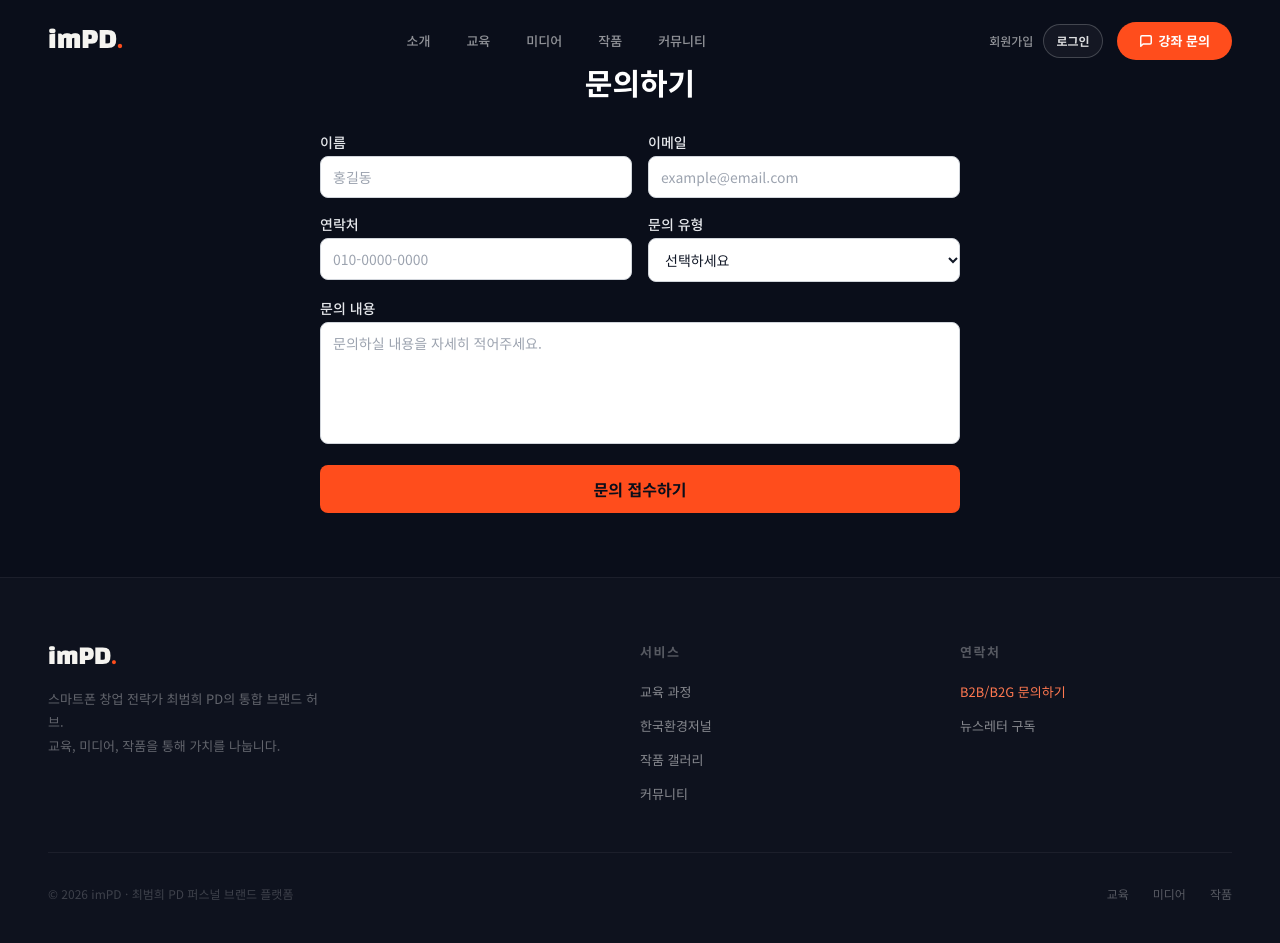 imPD.
소개 교육 미디어 작품 커뮤니티
회원가입 로그인 강좌 문의
문의하기
이름 이메일
홍길동 example@email.com
연락처 문의 유형
010-0000-0000 선택하세요
문의 내용
문의하실 내용을 자세히 적어주세요.
문의 접수하기
imPD.
스마트폰 창업 전략가 최범희 PD의 통합 브랜드 허
브.
교육, 미디어, 작품을 통해 가치를 나눕니다.
서비스
교육 과정
한국환경저널
작품 갤러리
커뮤니티
연락처
B2B/B2G 문의하기
뉴스레터 구독
© 2026 imPD · 최범희 PD 퍼스널 브랜드 플랫폼
교육 미디어 작품